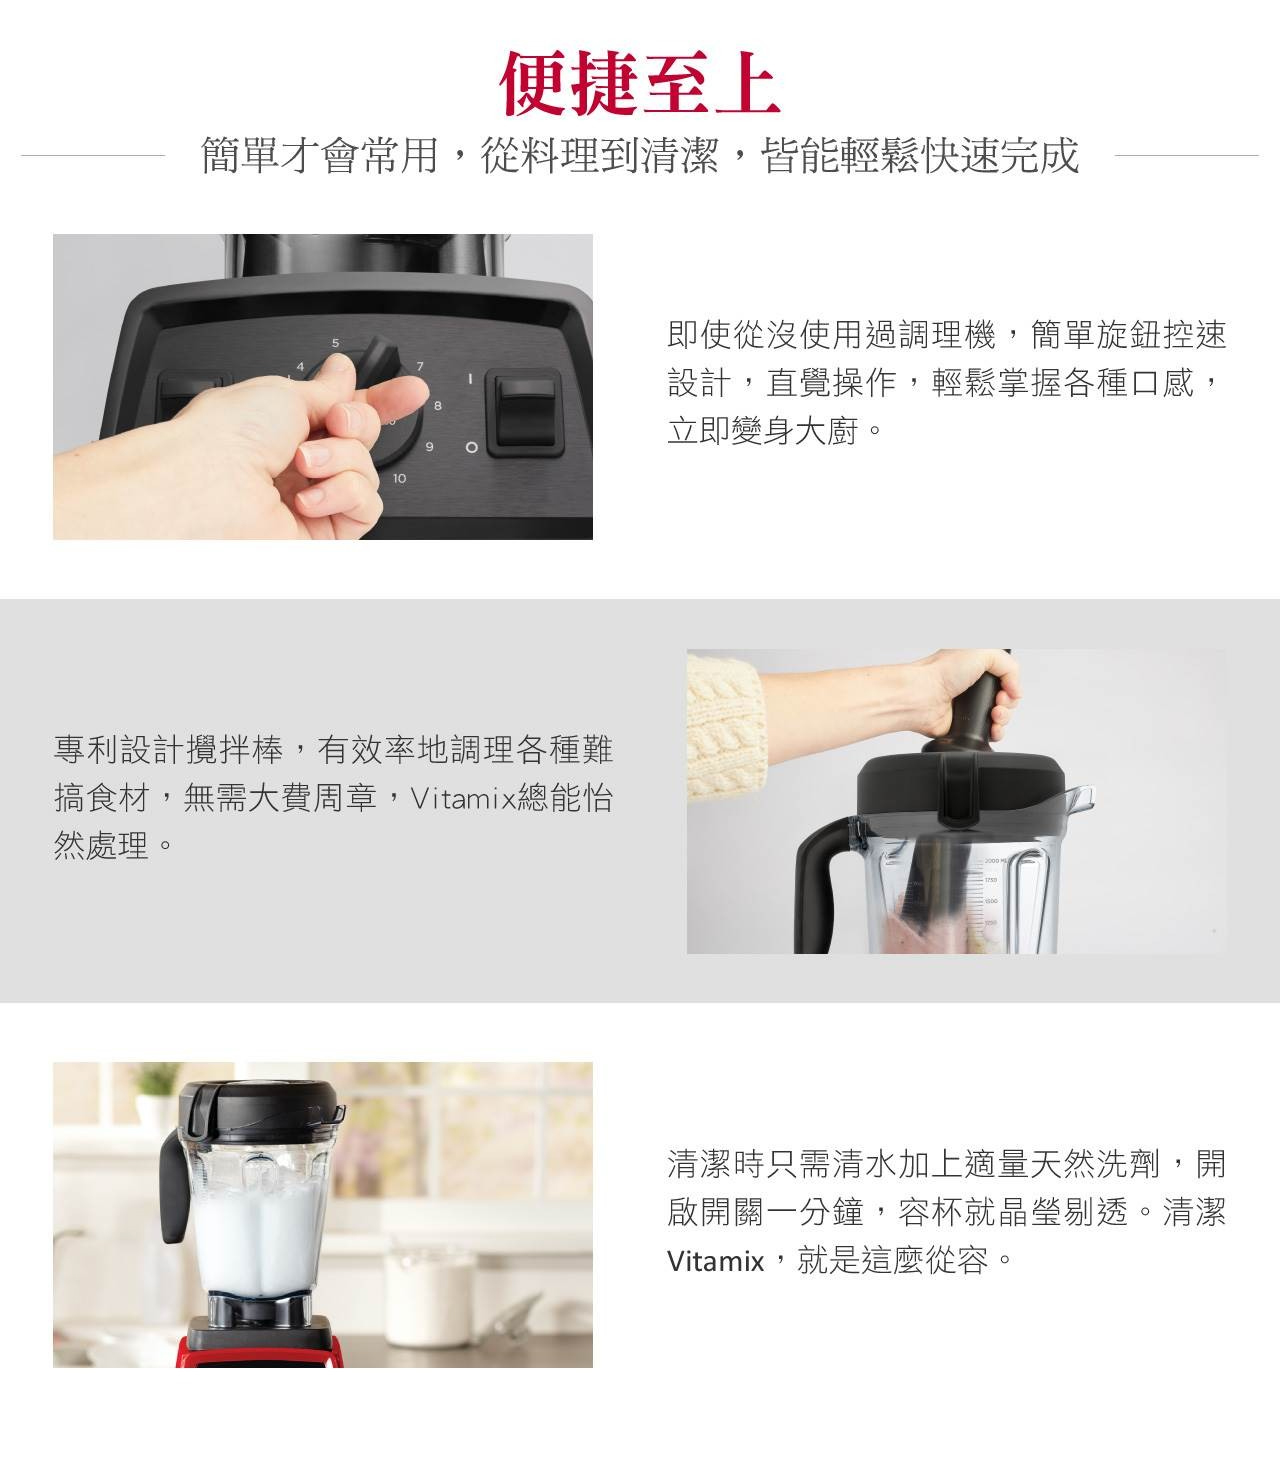 便捷至上
簡單才會常用，從料理到清潔，皆能輕鬆快速完成
5
4
7
8
9
10
I
O
即使從沒使用過調理機，簡單旋鈕控速
設計，直覺操作，輕鬆掌握各種口感，
立即變身大廚。
專利設計攪拌棒，有效率地調理各種難
搞食材，無需大費周章，Vitamix總能怡
然處理。
2000 ML
1750
1500
1250
清潔時只需清水加上適量天然洗劑，開
啟開關一分鐘，容杯就晶瑩剔透。清潔
Vitamix，就是這麼從容。